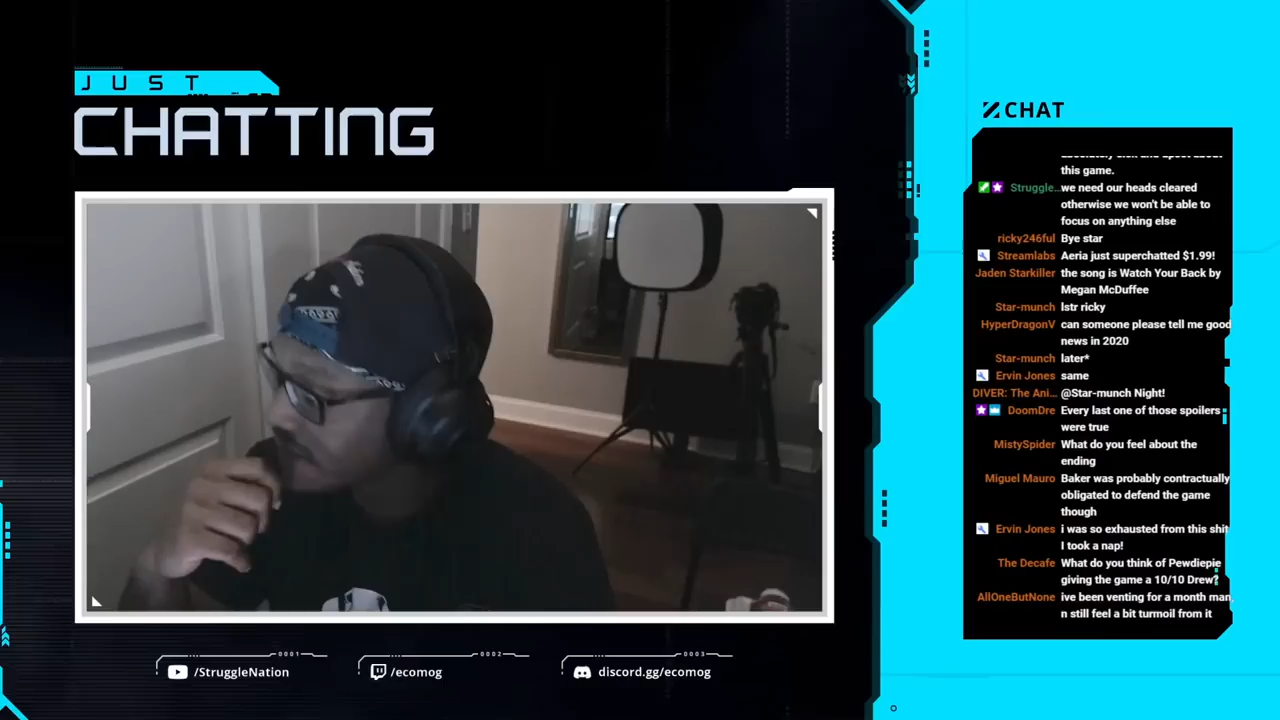 JUST
CHATTING
CHAT
this game.
Struggle... we need our heads cleared
otherwise we won't be able to
focus on anything else
ricky246ful Bye star
Streamlabs Aeria just superchatted $1.99!
Jaden Starkiller the song is Watch Your Back by
Megan McDuffee
Star-munch lstr ricky
HyperDragonV can someone please tell me good
news in 2020
Star-munch later*
Ervin Jones same
DIVER: The Ani... @Star-munch Night!
DoomDre Every last one of those spoilers
were true
MistySpider What do you feel about the
ending
Miguel Mauro Baker was probably contractually
obligated to defend the game
though
Ervin Jones i was so exhausted from this shit
I took a nap!
The Decafe What do you think of Pewdiepie
giving the game a 10/10 Drew?
AllOneButNone ive been venting for a month man,
n still feel a bit turmoil from it
0001
/StruggleNation
0002
/ecomog
0003
discord.gg/ecomog